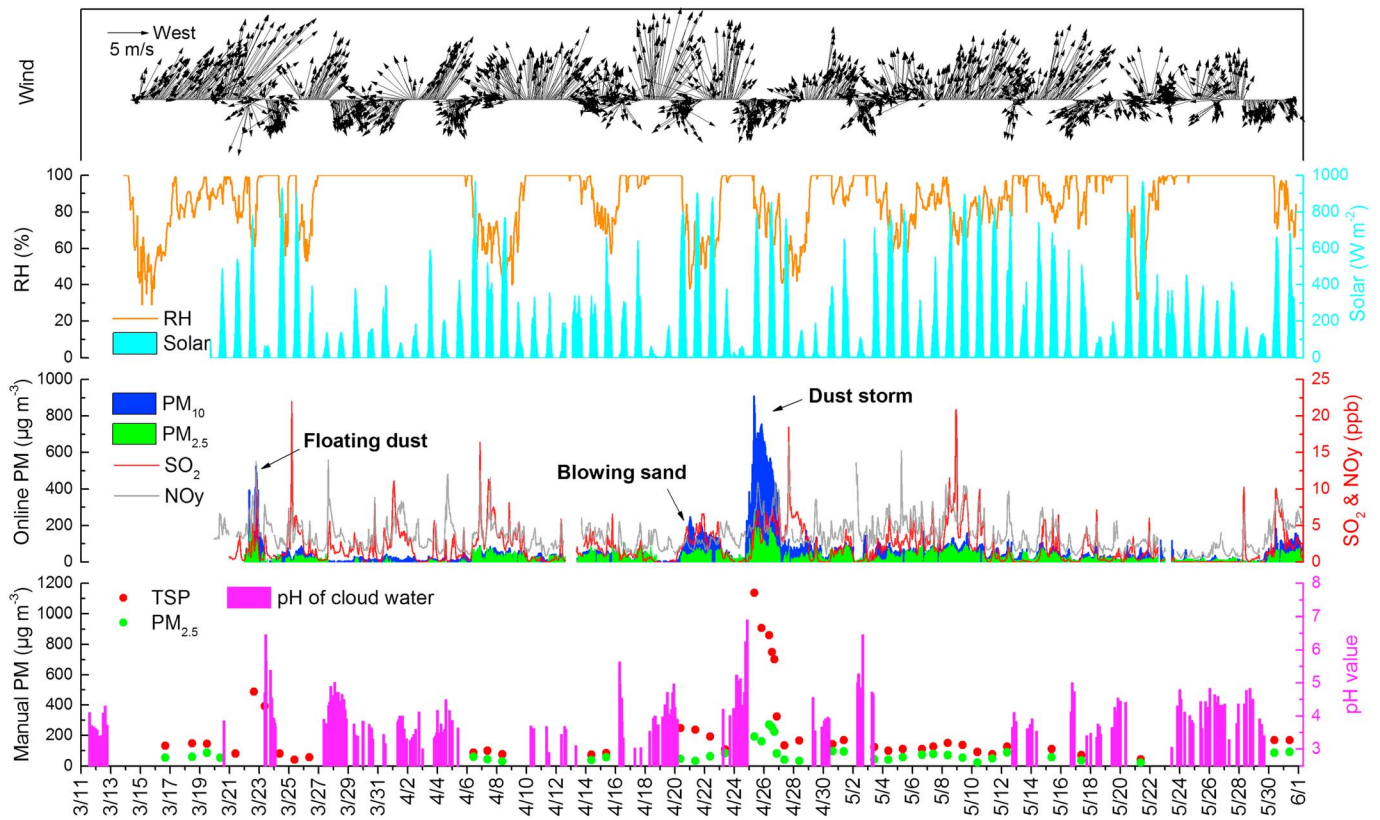 West
5 m/s
Wind
100
80
60
40
20
0
RH (%)
RH
Solar
1000
800
600
400
200
0
Solar (W m-2)
1000
800
600
400
200
0
Online PM (μg m-3)
PM10
PM2.5
SO2
NOy
Floating dust
Blowing sand
Dust storm
25
20
15
10
5
0
SO2 & NOy (ppb)
1200
1000
800
600
400
200
0
Manual PM (μg m-3)
TSP
PM2.5
pH of cloud water
8
7
6
5
4
3
pH value
3/11 3/13 3/15 3/17 3/19 3/21 3/23 3/25 3/27 3/29 3/31 4/2 4/4 4/6 4/8 4/10 4/12 4/14 4/16 4/18 4/20 4/22 4/24 4/26 4/28 4/30 5/2 5/4 5/6 5/8 5/10 5/12 5/14 5/16 5/18 5/20 5/22 5/24 5/26 5/28 5/30 6/1